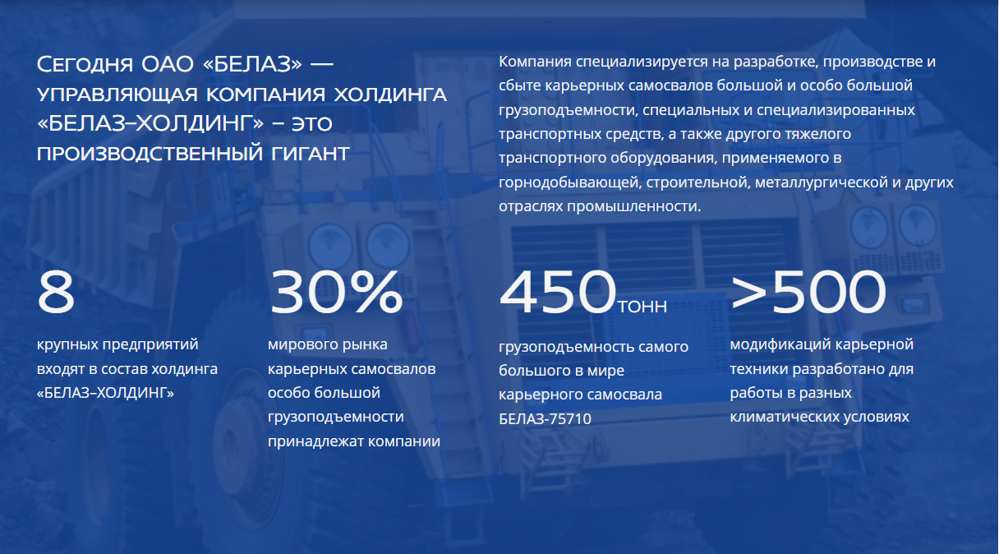 Сегодня ОАО «БЕЛАЗ» —
управляющая компания холдинга
«БЕЛАЗ–ХОЛДИНГ» – это
производственный гигант
Компания специализируется на разработке, производстве и
сбыте карьерных самосвалов большой и особо большой
грузоподъемности, специальных и специализированных
транспортных средств, а также другого тяжелого
транспортного оборудования, применяемого в
горнодобывающей, строительной, металлургической и других
отраслях промышленности.
8
крупных предприятий
входят в состав холдинга
«БЕЛАЗ–ХОЛДИНГ»
30%
мирового рынка
карьерных самосвалов
особо большой
грузоподъемности
принадлежат компании
450тонн
грузоподъемность самого
большого в мире
карьерного самосвала
БЕЛАЗ-75710
>500
модификаций карьерной
техники разработано для
работы в разных
климатических условиях